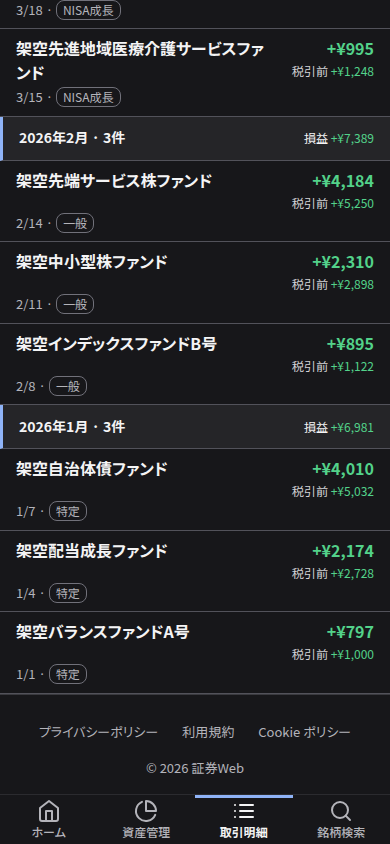 3/18 · NISA成長
架空先進地域医療介護サービスファ
ンド
+¥995
税引前 +¥1,248
3/15 · NISA成長
2026年2月・3件
損益 +¥7,389
架空先端サービス株ファンド
+¥4,184
税引前 +¥5,250
2/14 · 一般
架空中小型株ファンド
+¥2,310
税引前 +¥2,898
2/11 · 一般
架空インデックスファンドB号
+¥895
税引前 +¥1,122
2/8 · 一般
2026年1月・3件
損益 +¥6,981
架空自治体債ファンド
+¥4,010
税引前 +¥5,032
1/7 · 特定
架空配当成長ファンド
+¥2,174
税引前 +¥2,728
1/4 · 特定
架空バランスファンドA号
+¥797
税引前 +¥1,000
1/1 · 特定
プライバシーポリシー 利用規約 Cookie ポリシー
© 2026 証券Web
ホーム 資産管理 取引明細 銘柄検索